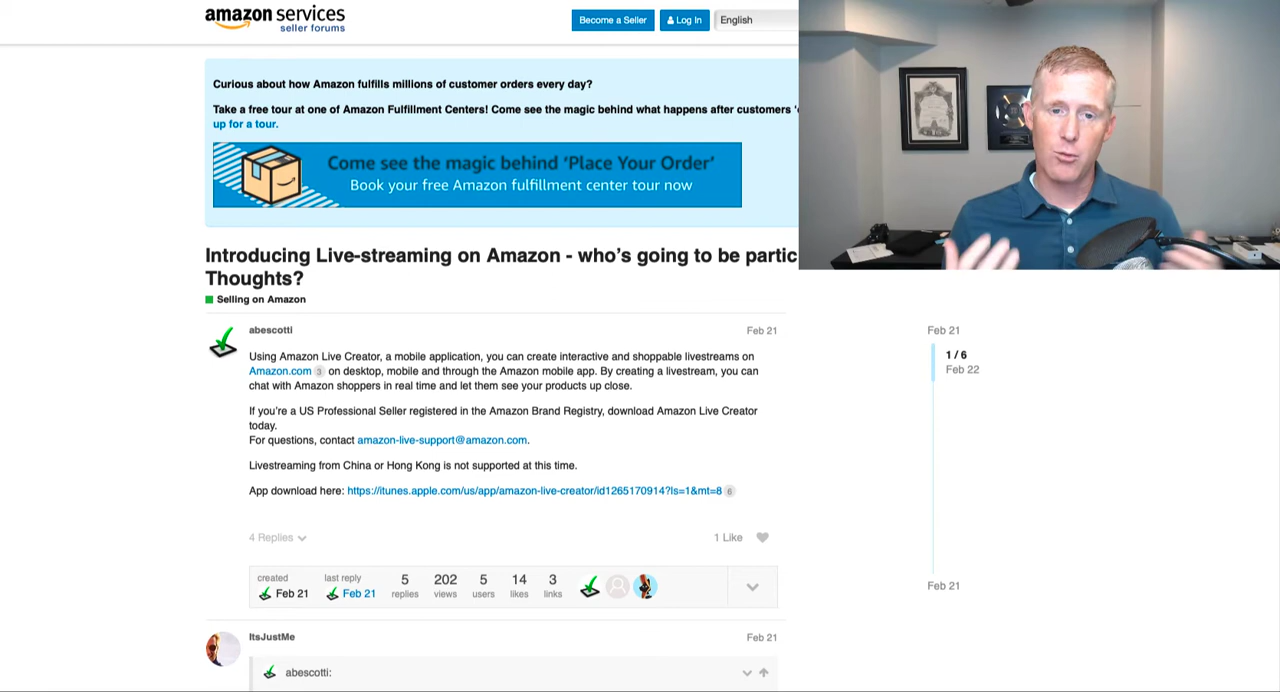 amazon services
seller forums
Become a Seller
Log In
English
Curious about how Amazon fulfills millions of customer orders every day?
Take a free tour at one of Amazon Fulfillment Centers! Come see the magic behind what happens after customers
up for a tour.
Come see the magic behind ‘Place Your Order’
Book your free Amazon fulfillment center tour now
Introducing Live-streaming on Amazon - who’s going to be partic
Thoughts?
Selling on Amazon
abescotti
Feb 21
Using Amazon Live Creator, a mobile application, you can create interactive and shoppable livestreams on
Amazon.com 3 on desktop, mobile and through the Amazon mobile app. By creating a livestream, you can
chat with Amazon shoppers in real time and let them see your products up close.
If you’re a US Professional Seller registered in the Amazon Brand Registry, download Amazon Live Creator
today.
For questions, contact amazon-live-support@amazon.com.
Livestreaming from China or Hong Kong is not supported at this time.
App download here: https://itunes.apple.com/us/app/amazon-live-creator/id1265170914?ls=1&mt=8 6
4 Replies
1 Like
created
Feb 21
last reply
Feb 21
5
replies
202
views
5
users
14
likes
3
links
ItsJustMe
Feb 21
abescotti:
Feb 21
1 / 6
Feb 22
Feb 21